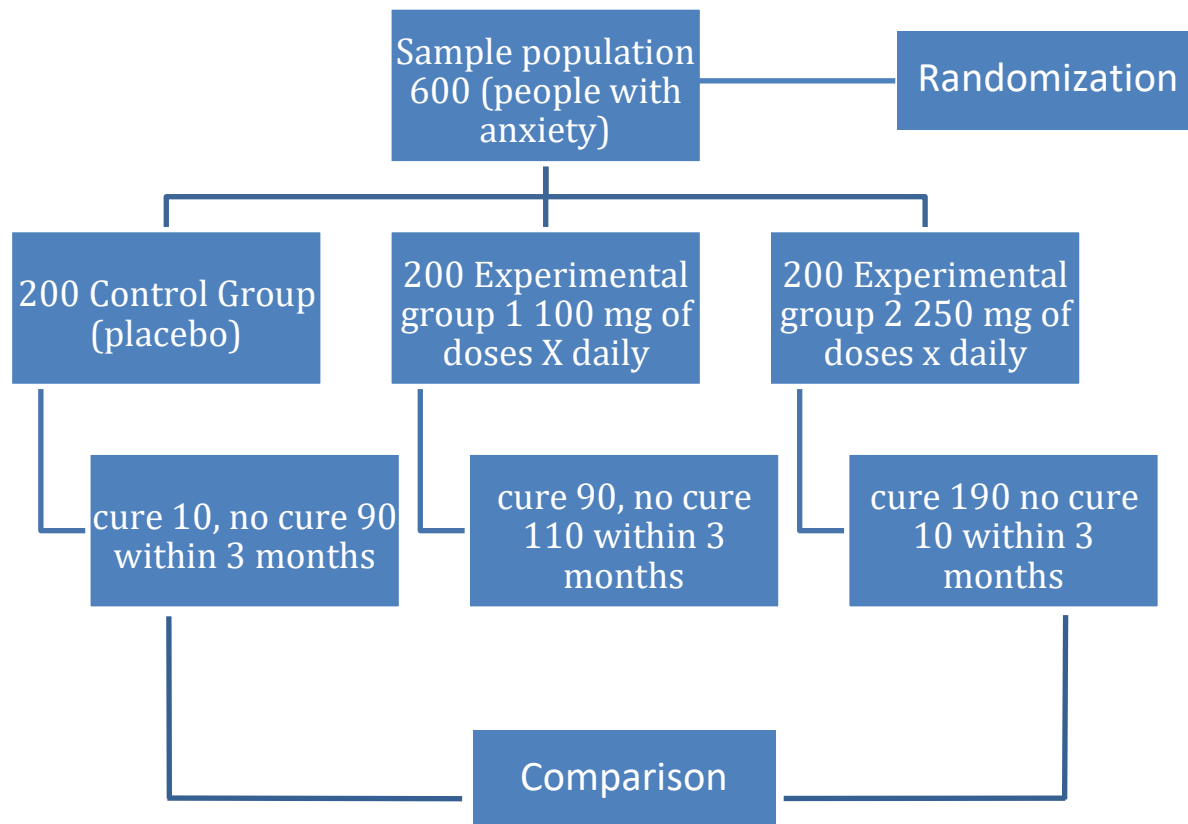 Sample population
600 (people with
anxiety)
Randomization
200 Control Group
(placebo)
200 Experimental
group 1 100 mg of
doses X daily
200 Experimental
group 2 250 mg of
doses x daily
cure 10, no cure 90
within 3 months
cure 90, no cure
110 within 3
months
cure 190 no cure
10 within 3
months
Comparison